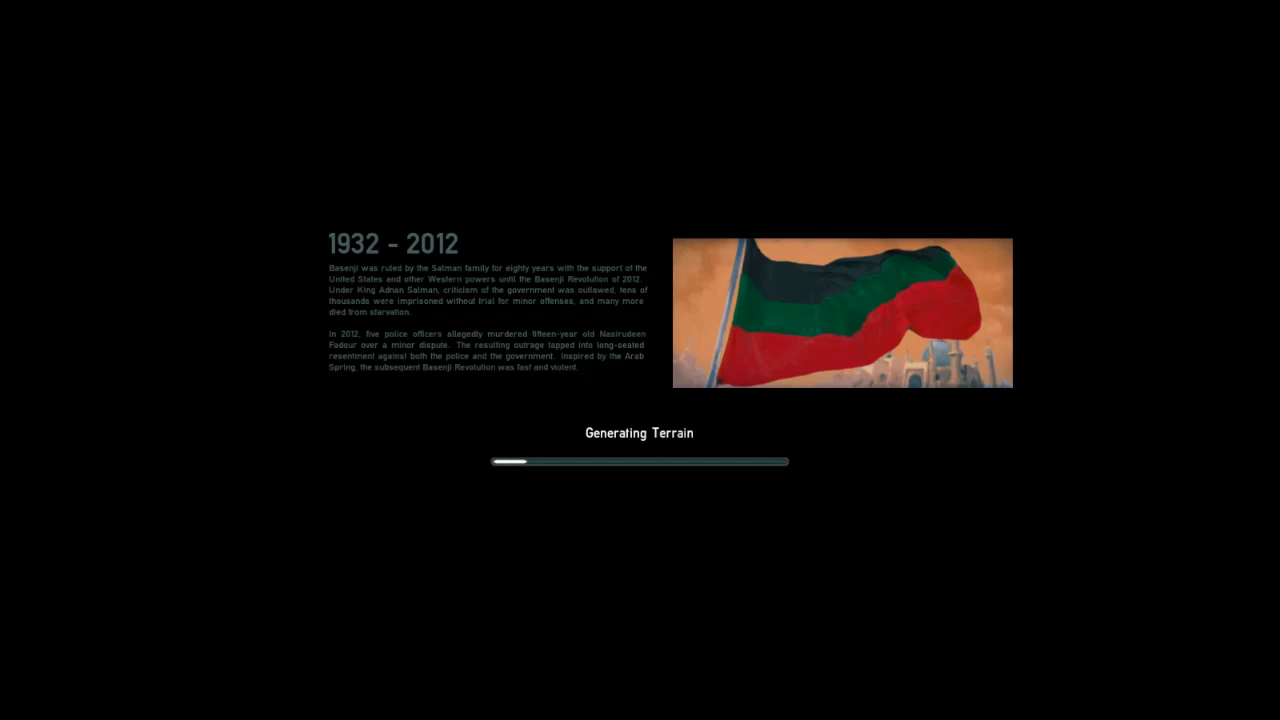 1932 - 2012
Basenji was ruled by the Salman family for eighty years with the support of the
United States and other Western powers until the Basenji Revolution of 2012.
Under King Adnan Salman, criticism of the government was outlawed, tens of
thousands were imprisoned without trial for minor offenses, and many more
died from starvation.
In 2012, five police officers allegedly murdered fifteen-year old Nasirudeen
Fadour over a minor dispute. The resulting outrage tapped into long-seated
resentment against both the police and the government. Inspired by the Arab
Spring, the subsequent Basenji Revolution was fast and violent.
Generating Terrain